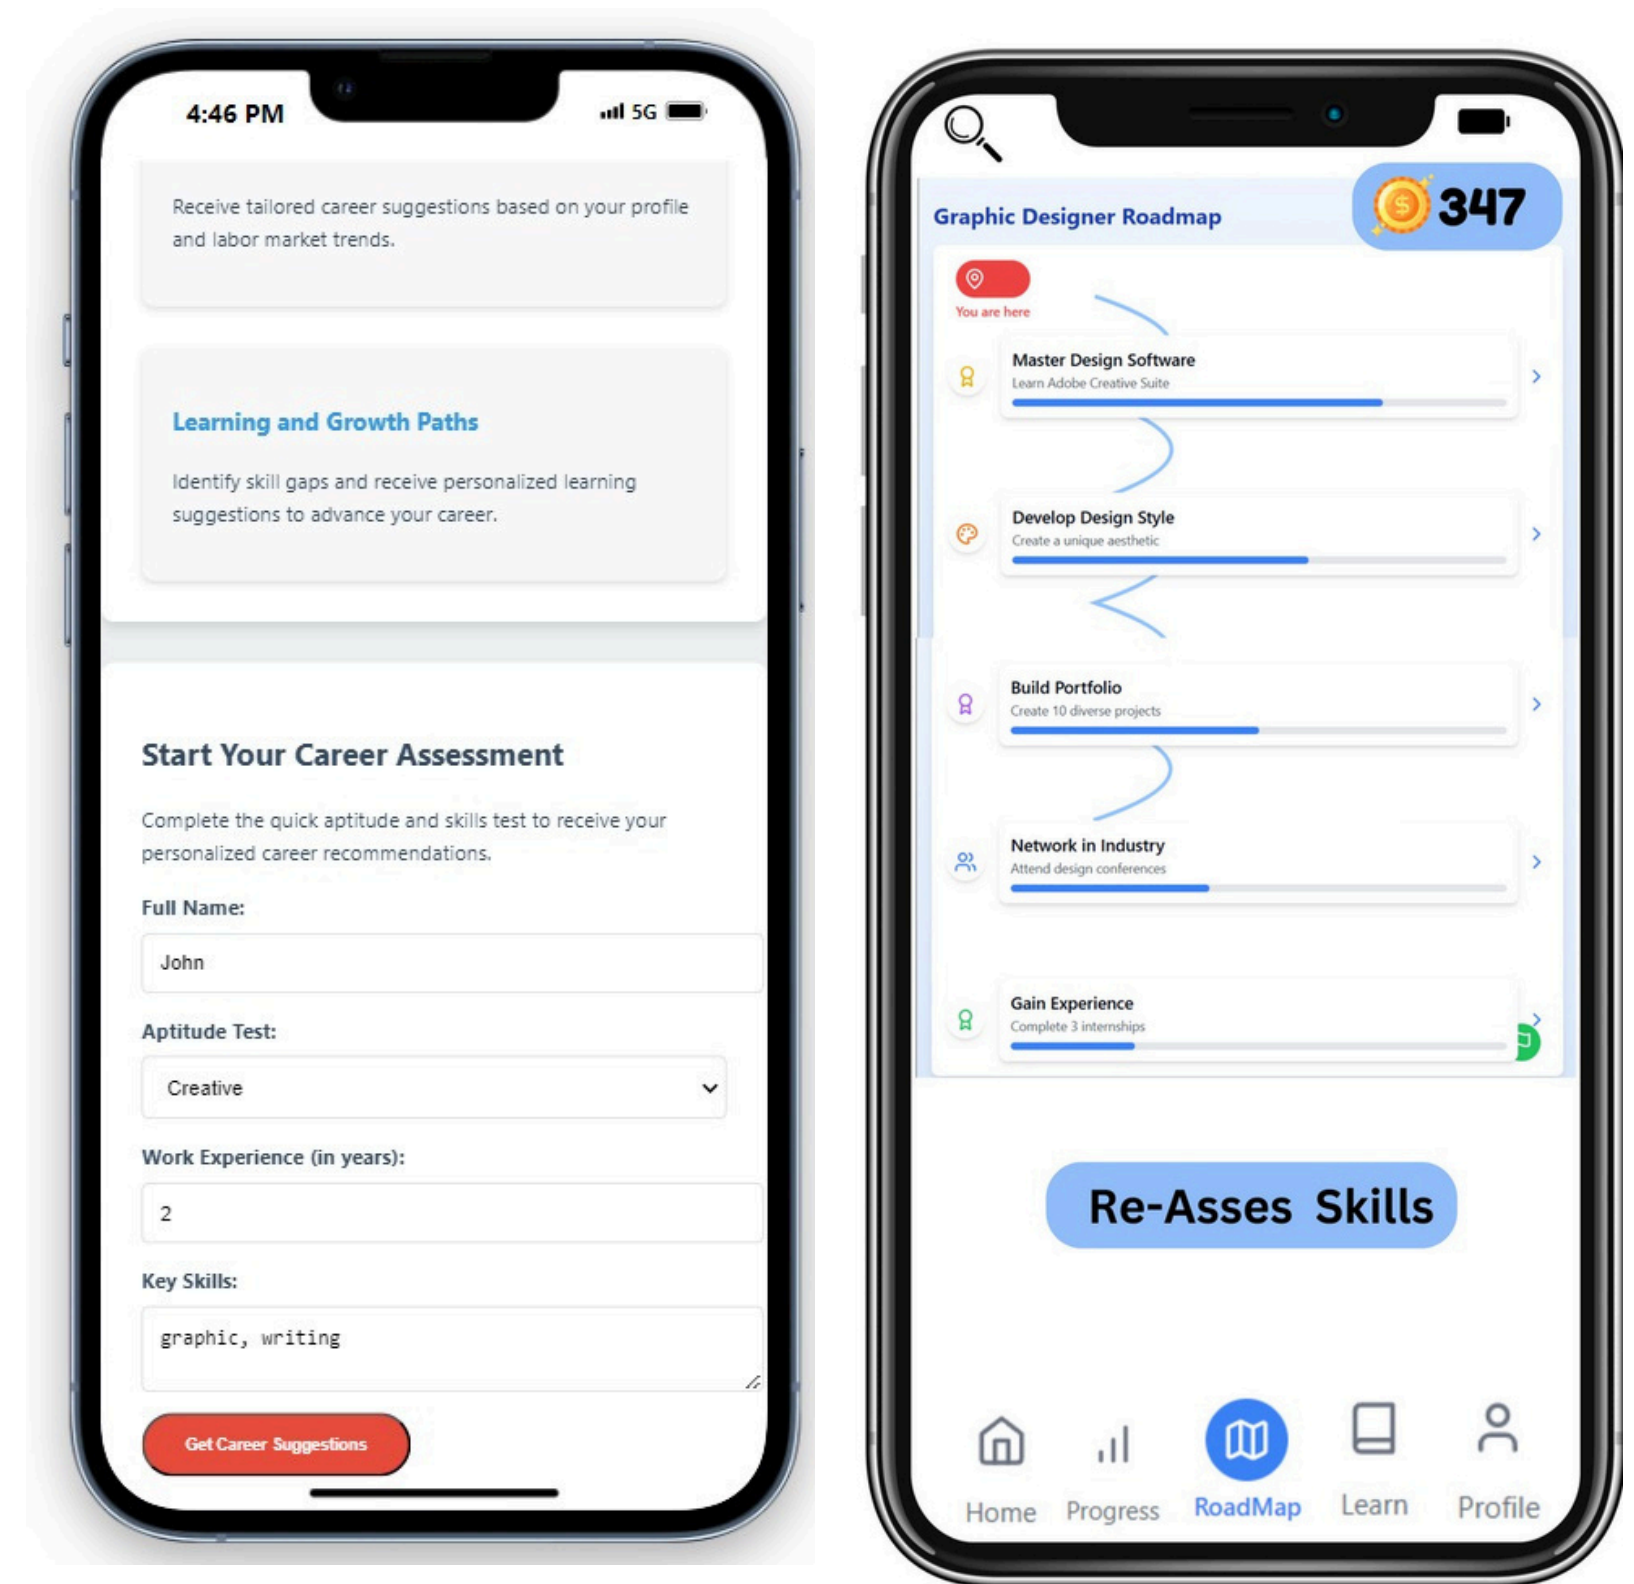 4:46 PM
5G
Receive tailored career suggestions based on your profile
and labor market trends.
Learning and Growth Paths
Identify skill gaps and receive personalized learning
suggestions to advance your career.
Start Your Career Assessment
Complete the quick aptitude and skills test to receive your
personalized career recommendations.
Full Name:
John
Aptitude Test:
Creative
Work Experience (in years):
2
Key Skills:
graphic, writing
Get Career Suggestions
347
Graphic Designer Roadmap
You are here
Master Design Software
Learn Adobe Creative Suite
Develop Design Style
Create a unique aesthetic
Build Portfolio
Create 10 diverse projects
Network in Industry
Attend design conferences
Gain Experience
Complete 3 internships
Re-Asses Skills
Home
Progress
RoadMap
Learn
Profile